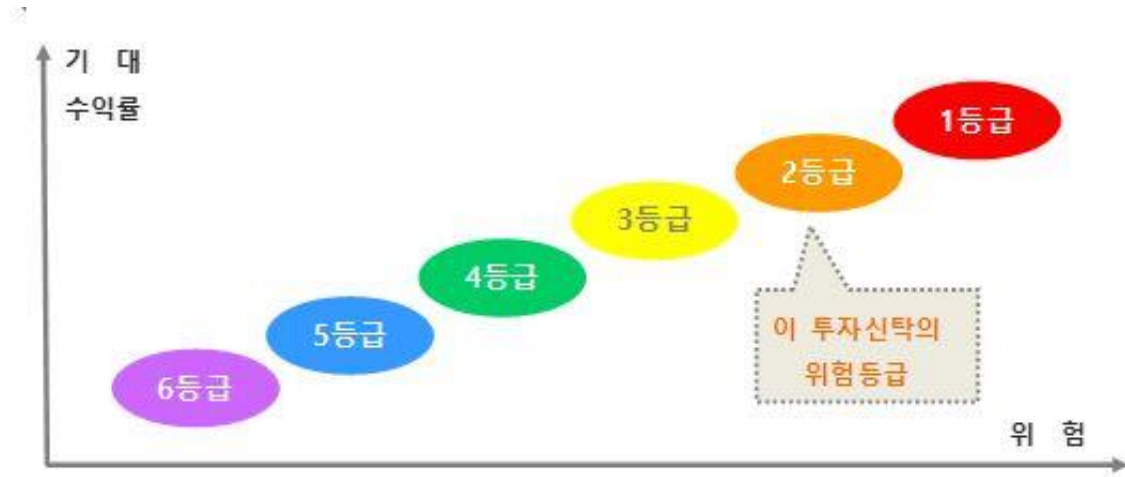 기 대
수익률
1등급
2등급
3등급
4등급
5등급
6등급
이 투자신탁의
위험등급
위 험